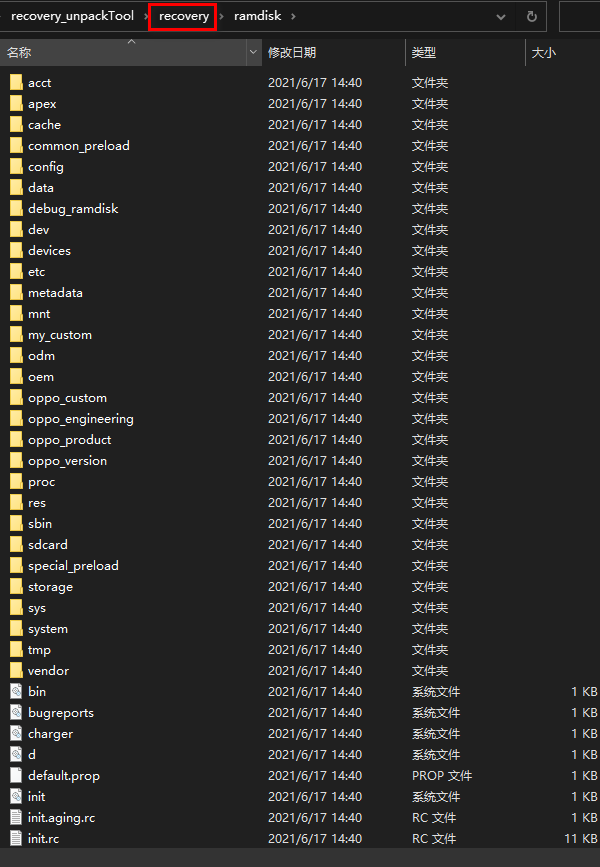 recovery_unpackTool recovery ramdisk
名称 修改日期 类型 大小
acct 2021/6/17 14:40 文件夹
apex 2021/6/17 14:40 文件夹
cache 2021/6/17 14:40 文件夹
common_preload 2021/6/17 14:40 文件夹
config 2021/6/17 14:40 文件夹
data 2021/6/17 14:40 文件夹
debug_ramdisk 2021/6/17 14:40 文件夹
dev 2021/6/17 14:40 文件夹
devices 2021/6/17 14:40 文件夹
etc 2021/6/17 14:40 文件夹
metadata 2021/6/17 14:40 文件夹
mnt 2021/6/17 14:40 文件夹
my_custom 2021/6/17 14:40 文件夹
odm 2021/6/17 14:40 文件夹
oem 2021/6/17 14:40 文件夹
oppo_custom 2021/6/17 14:40 文件夹
oppo_engineering 2021/6/17 14:40 文件夹
oppo_product 2021/6/17 14:40 文件夹
oppo_version 2021/6/17 14:40 文件夹
proc 2021/6/17 14:40 文件夹
res 2021/6/17 14:40 文件夹
sbin 2021/6/17 14:40 文件夹
sdcard 2021/6/17 14:40 文件夹
special_preload 2021/6/17 14:40 文件夹
storage 2021/6/17 14:40 文件夹
sys 2021/6/17 14:40 文件夹
system 2021/6/17 14:40 文件夹
tmp 2021/6/17 14:40 文件夹
vendor 2021/6/17 14:40 文件夹
bin 2021/6/17 14:40 系统文件 1 KB
bugreports 2021/6/17 14:40 系统文件 1 KB
charger 2021/6/17 14:40 系统文件 1 KB
d 2021/6/17 14:40 系统文件 1 KB
default.prop 2021/6/17 14:40 PROP 文件 1 KB
init 2021/6/17 14:40 系统文件 1 KB
init.aging.rc 2021/6/17 14:40 RC 文件 1 KB
init.rc 2021/6/17 14:40 RC 文件 11 KB